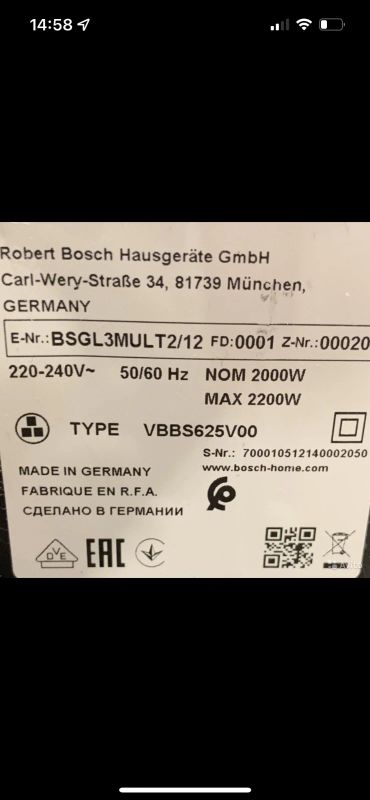 14:58
Robert Bosch Hausgeräte GmbH
Carl-Wery-Straße 34, 81739 München,
GERMANY
E-Nr.: BSGL3MULT2/12 FD: 0001 Z-Nr.: 00020
220-240V~ 50/60 Hz NOM 2000W
MAX 2200W
TYPE VBBS625V00
S-Nr.: 700010512140002050
MADE IN GERMANY www.bosch-home.com
FABRIQUE EN R.F.A.
СДЕЛАНО В ГЕРМАНИИ
DVE EAC